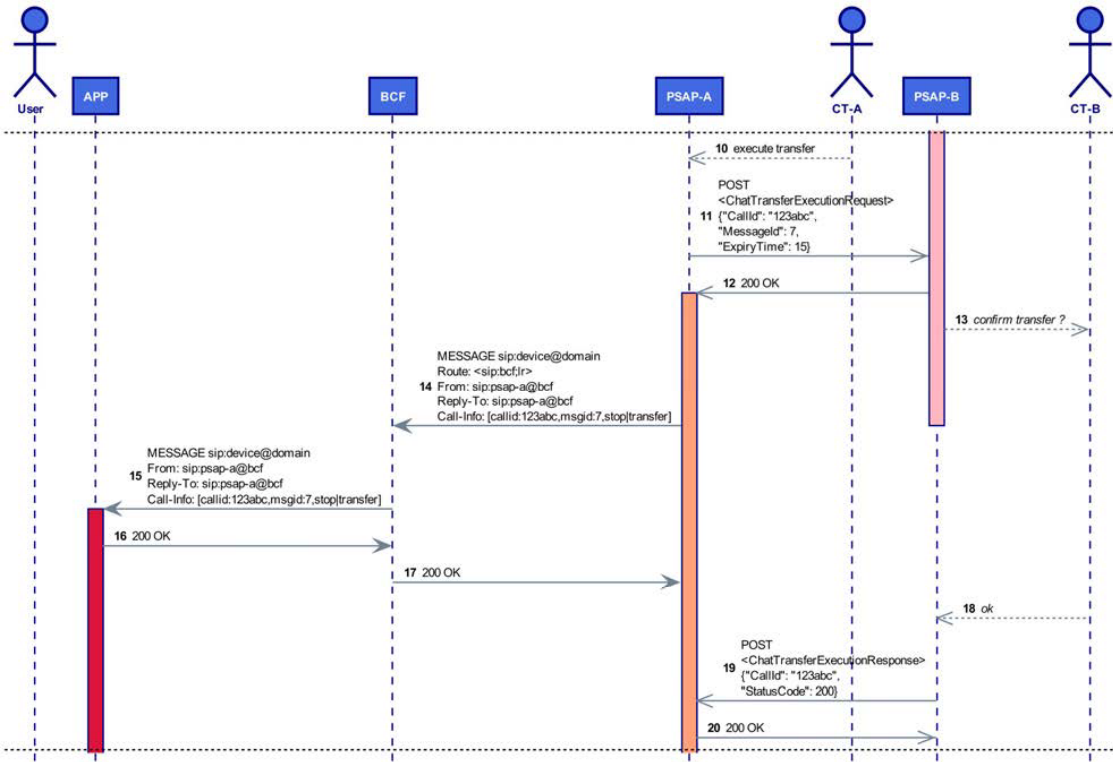 User
APP
BCF
PSAP-A
CT-A
PSAP-B
CT-B
10 execute transfer
POST
<ChatTransferExecutionRequest>
11 {"CallId": "123abc",
"MessageId": 7,
"ExpiryTime": 15}
12 200 OK
13 confirm transfer ?
MESSAGE sip:device@domain
Route: <sip:bcf;lr>
14 From: sip:psap-a@bcf
Reply-To: sip:psap-a@bcf
Call-Info: [callid:123abc,msgid:7,stop|transfer]
MESSAGE sip:device@domain
15 From: sip:psap-a@bcf
Reply-To: sip:psap-a@bcf
Call-Info: [callid:123abc,msgid:7,stop|transfer]
16 200 OK
17 200 OK
18 ok
POST
19 <ChatTransferExecutionResponse>
{"CallId": "123abc",
"StatusCode": 200}
20 200 OK